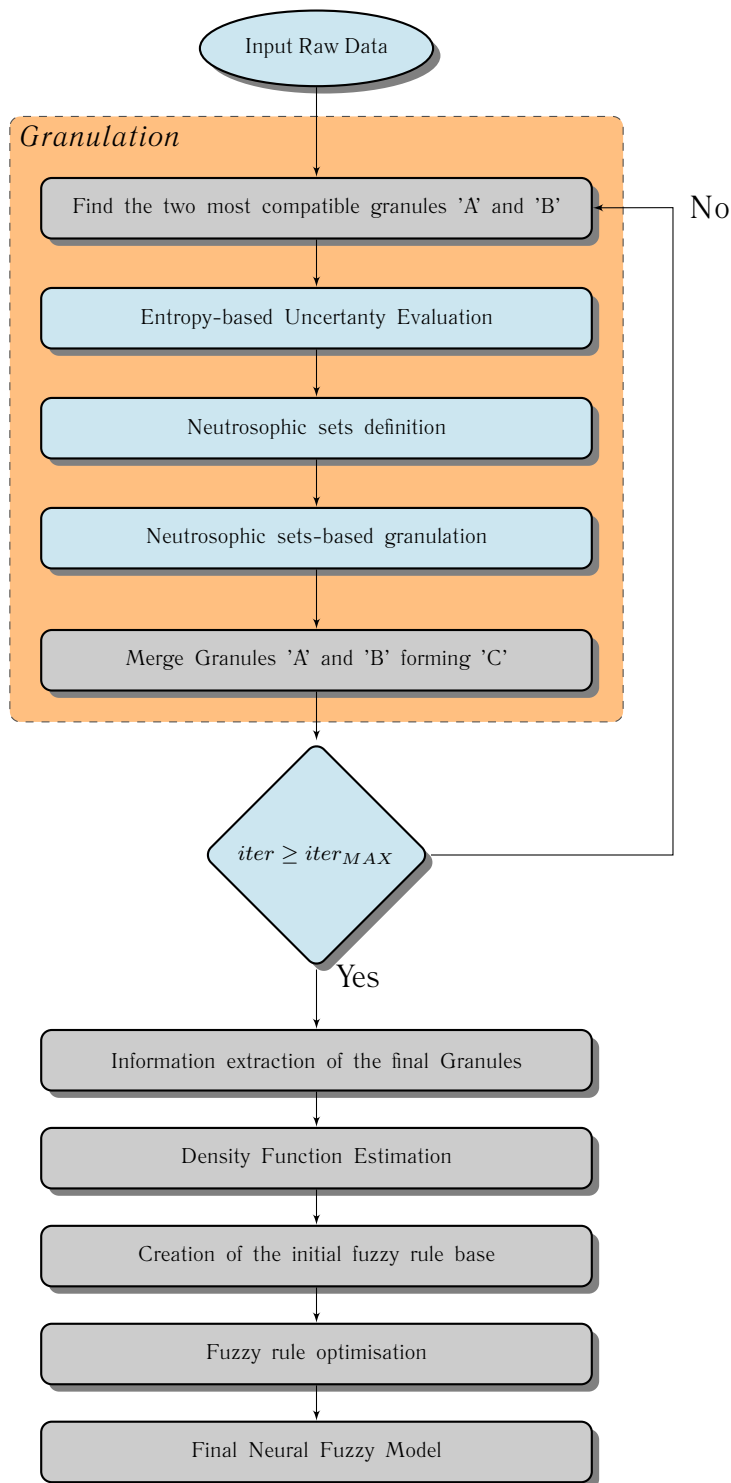 Input Raw Data
Granulation
Find the two most compatible granules 'A' and 'B'
No
Entropy-based Uncertanty Evaluation
Neutrosophic sets definition
Neutrosophic sets-based granulation
Merge Granules 'A' and 'B' forming 'C'
iter ≥ iter_{MAX}
Yes
Information extraction of the final Granules
Density Function Estimation
Creation of the initial fuzzy rule base
Fuzzy rule optimisation
Final Neural Fuzzy Model